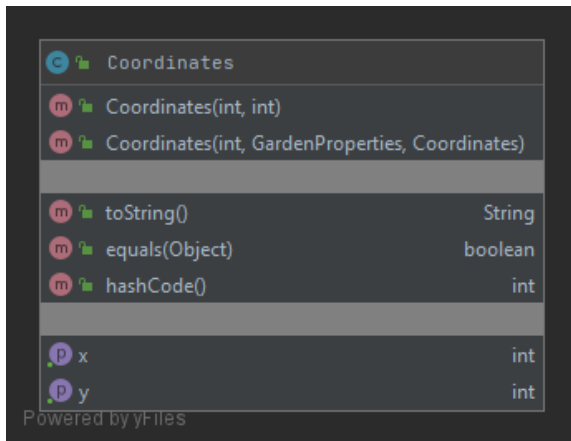 C Coordinates
m Coordinates(int, int)
m Coordinates(int, GardenProperties, Coordinates)
m toString() String
m equals(Object) boolean
m hashCode() int
p x int
p y int
Powered by yFiles